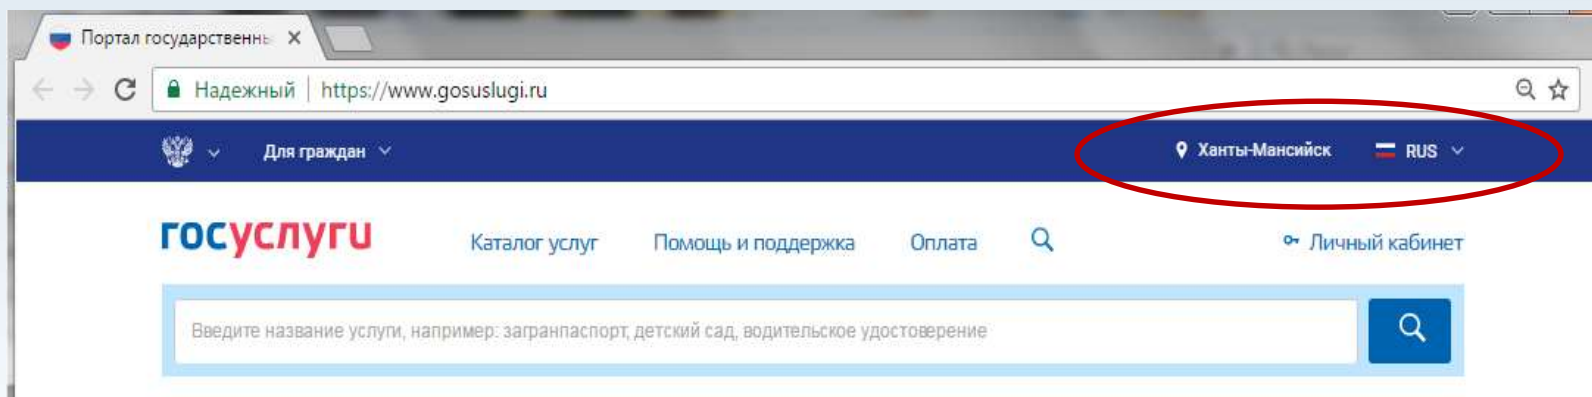 Портал государственны
Надежный | https://www.gosuslugi.ru
Для граждан
Ханты-Мансийск
RUS
госуслуги
Каталог услуг
Помощь и поддержка
Оплата
Личный кабинет
Введите название услуги, например: загранпаспорт, детский сад, водительское удостоверение